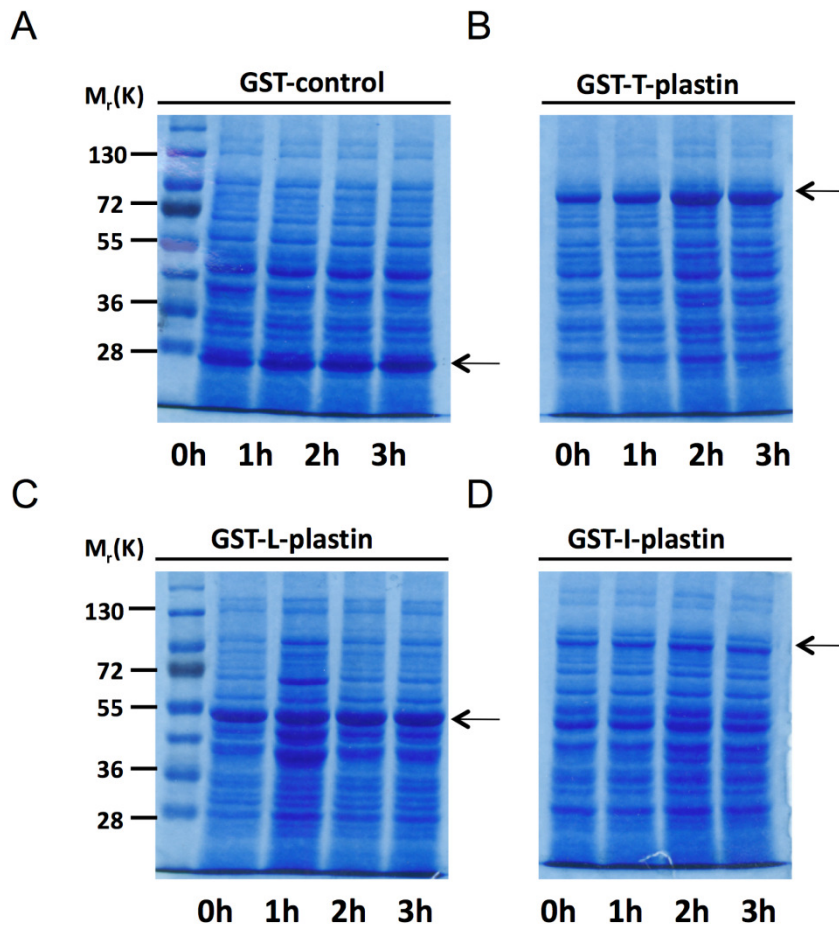 A
GST-control
Mr(K)
130
72
55
36
28
0h 1h 2h 3h
B
GST-T-plastin
0h 1h 2h 3h
C
GST-L-plastin
Mr(K)
130
72
55
36
28
0h 1h 2h 3h
D
GST-I-plastin
0h 1h 2h 3h